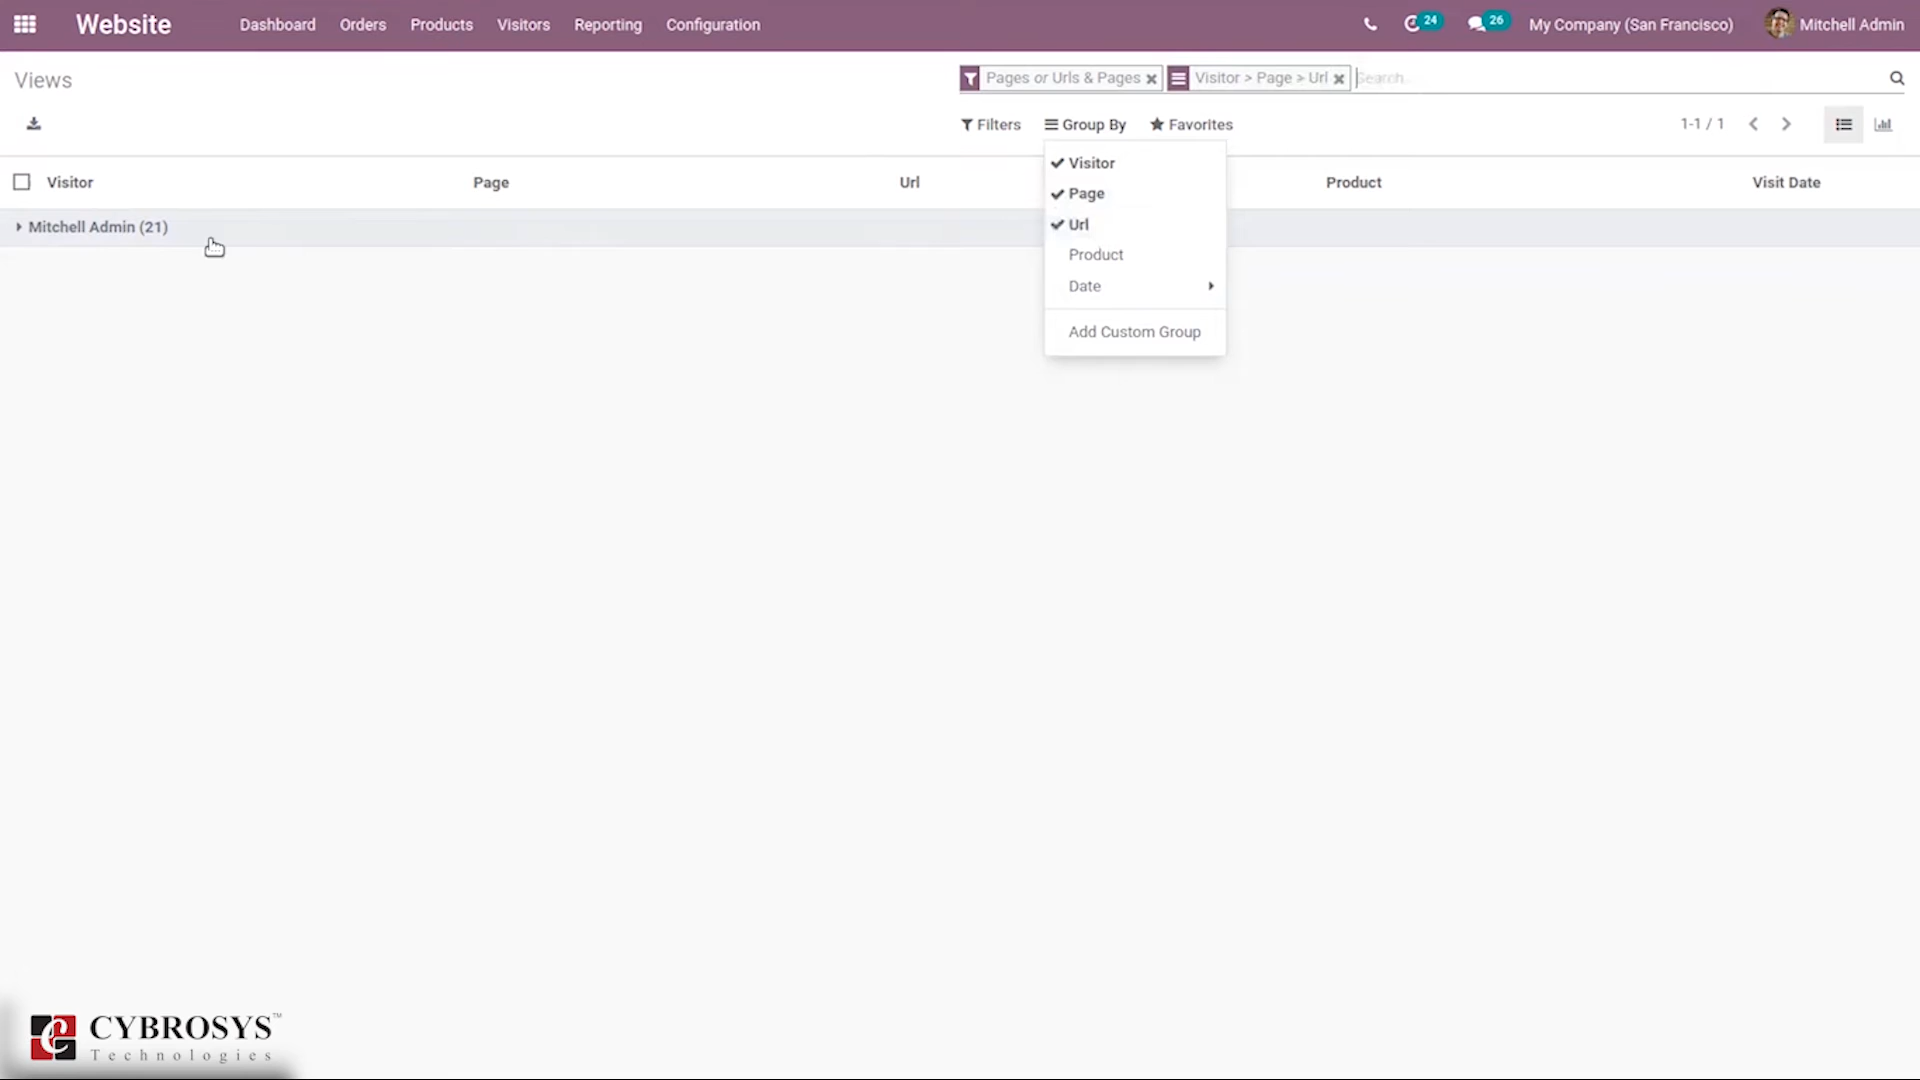 Website Dashboard Orders Products Visitors Reporting Configuration 24 26 My Company (San Francisco) Mitchell Admin
Views
Pages or Urls & Pages Visitor > Page > Url Search...
Filters Group By Favorites 1-1 / 1
Visitor
Page
Url
Product
Date
Add Custom Group
Visitor Page Url Product Visit Date
Mitchell Admin (21)
CYBROSYS™
Technologies